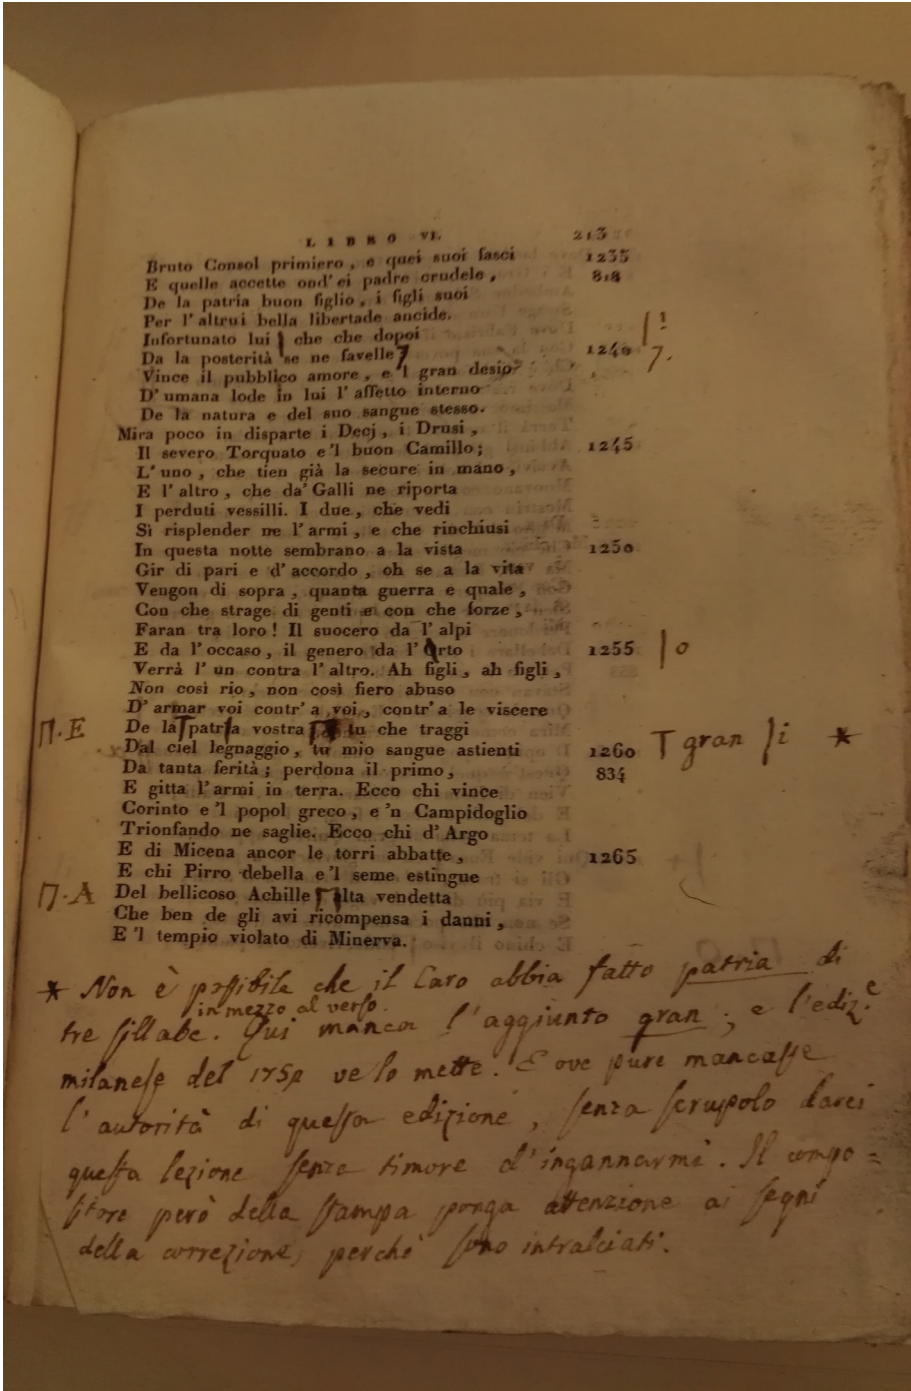 LIBRO VI. 213
Bruto Consol primiero, e quei suoi fasci 1235
E quelle accette ond' ei padre crudele, 818
De la patria buon figlio, i figli suoi
Per l'altrui bella libertade ancide.
Infortunato lui che che dopoi
Da la posterità se ne favelle 1240
Vince il pubblico amore, e 'l gran desio
D' umana lode in lui l' affetto interno
De la natura e del suo sangue stesso.
Mira poco in disparte i Decj, i Drusi,
Il severo Torquato e 'l buon Camillo; 1245
L' uno, che tien già la secure in mano,
E l' altro, che da' Galli ne riporta
I perduti vessilli. I due, che vedi
Sì risplender ne l' armi, e che rinchiusi
In questa notte sembrano a la vista 1250
Gir di pari e d' accordo, oh se a la vita
Vengon di sopra, quanta guerra e quale,
Con che strage di genti e con che forze,
Faran tra loro! Il suocero da l' alpi
E da l' occaso, il genero da l' Orto 1255 | o
Verrà l' un contra l' altro. Ah figli, ah figli,
Non così rio, non così fiero abuso
D' armar voi contr' a voi, contr' a le viscere
Π.E De la patria vostra tu che traggi
Dal ciel legnaggio, tu mio sangue astienti 1260 T gran /i *
Da tanta ferità; perdona il primo, 834
E gitta l' armi in terra. Ecco chi vince
Corinto e 'l popol greco, e 'n Campidoglio
Trionfando ne saglie. Ecco chi d' Argo
E di Micena ancor le torri abbatte, 1265
E chi Pirro debella e 'l seme estingue
Π.A Del bellicoso Achille alta vendetta
Che ben de gli avi ricompensa i danni,
E 'l tempio violato di Minerva.
* Non è possibile che il Caro abbia fatto patria di
in mezzo al verso
tre sillabe. Qui manca l'aggiunto gran; e l'ediz.e
milanese del ve lo mette. E ove pure mancasse
l'autorità di questa edizione, senza scrupolo darei
questa lezione senza timore d'ingannarmi. Il compo=
sitore però della stampa ponga attenzione ai segni
della correzione, perchè sono intralciati.